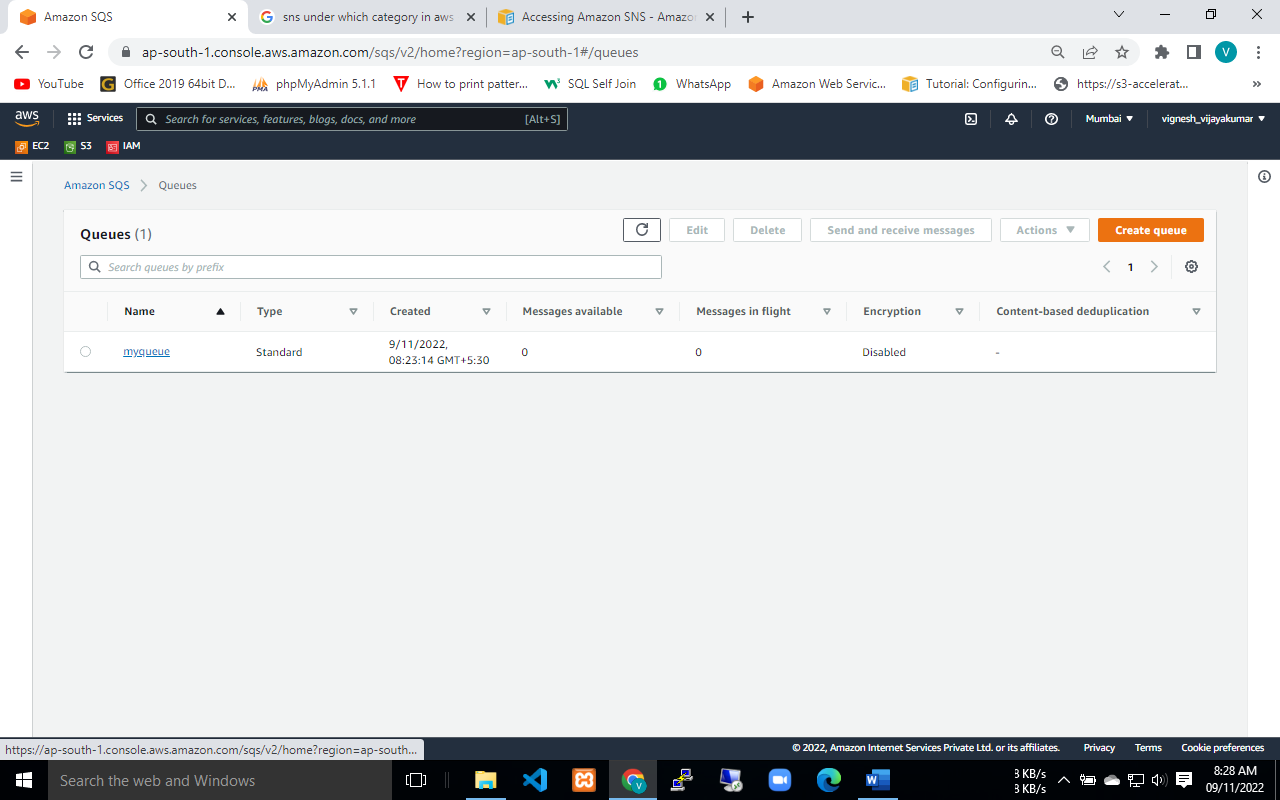 Amazon SQS
sns under which category in aws
Accessing Amazon SNS - Amazo
ap-south-1.console.aws.amazon.com/sqs/v2/home?region=ap-south-1#/queues
V
YouTube
Office 2019 64bit D...
phpMyAdmin 5.1.1
How to print patter...
SQL Self Join
WhatsApp
Amazon Web Servic...
Tutorial: Configurin...
https://s3-accelerat...
»
aws
Services
Search for services, features, blogs, docs, and more
[Alt+S]
Mumbai
vignesh_vijayakumar
EC2
S3
IAM
Amazon SQS
Queues
Queues (1)
Edit
Delete
Send and receive messages
Actions
Create queue
Search queues by prefix
1
Name
Type
Created
Messages available
Messages in flight
Encryption
Content-based deduplication
myqueue
Standard
9/11/2022,
08:23:14 GMT+5:30
0
0
Disabled
-
https://ap-south-1.console.aws.amazon.com/sqs/v2/home?region=ap-south...
© 2022, Amazon Internet Services Private Ltd. or its affiliates.
Privacy
Terms
Cookie preferences
Search the web and Windows
3 KB/s
3 KB/s
8:28 AM
09/11/2022